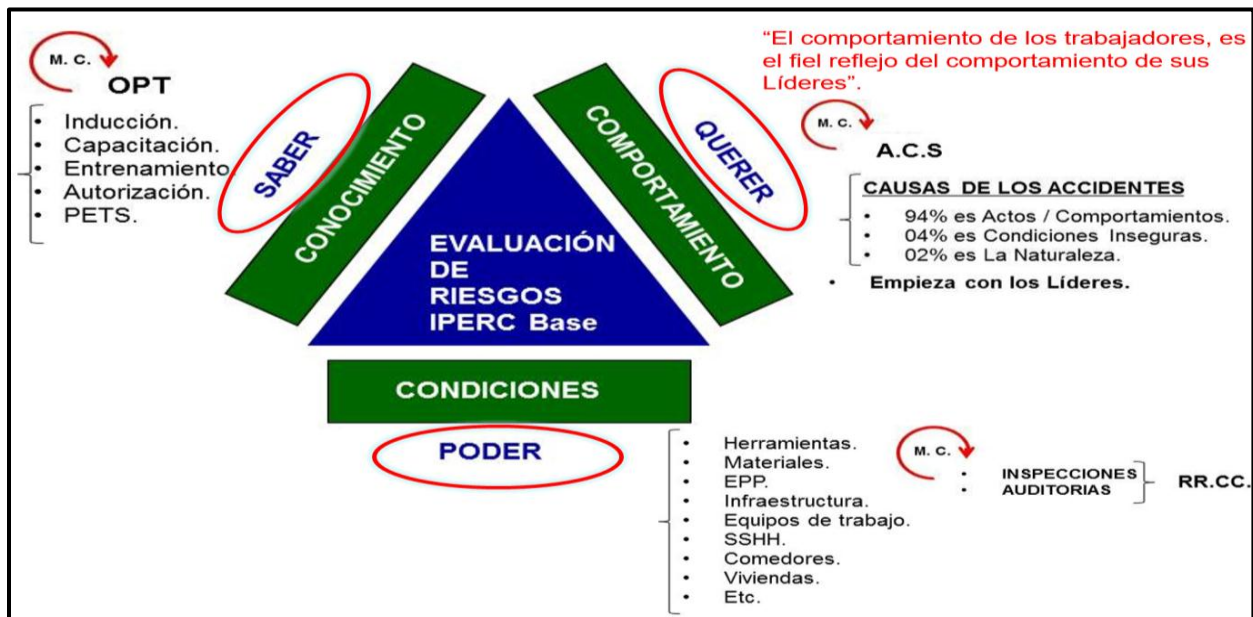 M. C.
OPT
• Inducción.
• Capacitación.
• Entrenamiento.
• Autorización.
• PETS.
SABER
CONOCIMIENTO
EVALUACIÓN
DE
RIESGOS
IPERC Base
COMPORTAMIENTO
QUERER
“El comportamiento de los trabajadores, es
el fiel reflejo del comportamiento de sus
Líderes”.
M. C.
A.C.S
CAUSAS DE LOS ACCIDENTES
• 94% es Actos / Comportamientos.
• 04% es Condiciones Inseguras.
• 02% es La Naturaleza.
• Empieza con los Líderes.
CONDICIONES
PODER
• Herramientas.
• Materiales.
• EPP.
• Infraestructura.
• Equipos de trabajo.
• SSHH.
• Comedores.
• Viviendas.
• Etc.
M. C.
• INSPECCIONES
• AUDITORIAS
RR.CC.